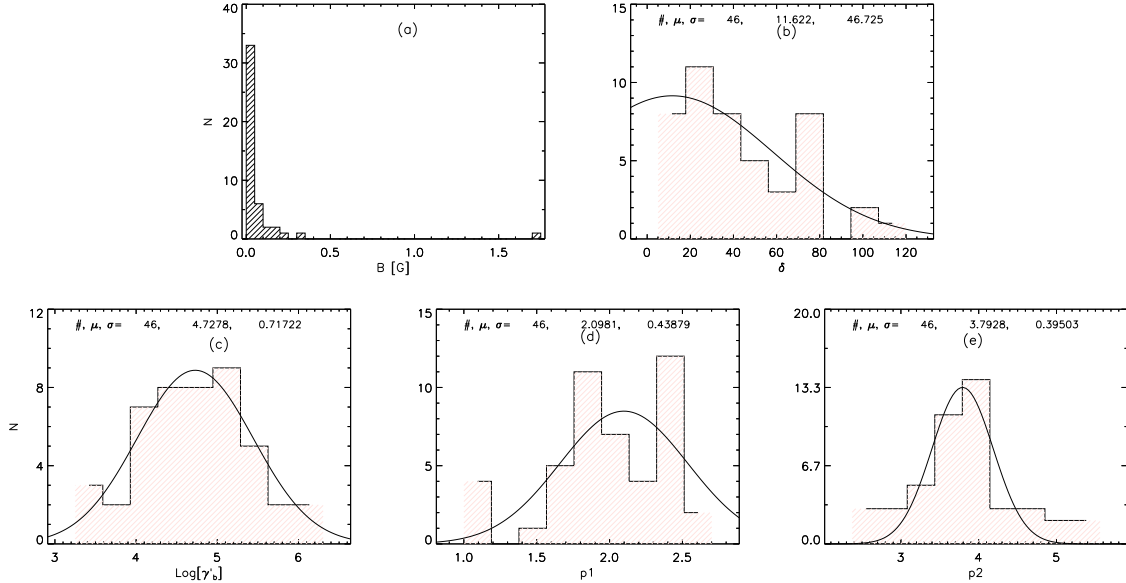 (a)
N
40
30
20
10
0
0.0 0.5 1.0 1.5
B [G]
#, μ, σ= 46, 11.622, 46.725
(b)
15
10
5
0
0 20 40 60 80 100 120
δ
#, μ, σ= 46, 4.7278, 0.71722
(c)
N
12
8
4
0
3 4 5 6
Log[γ'b]
#, μ, σ= 46, 2.0981, 0.43879
(d)
15
10
5
0
1.0 1.5 2.0 2.5
p1
#, μ, σ= 46, 3.7928, 0.39503
(e)
20.0
13.3
6.7
0.0
3 4 5
p2